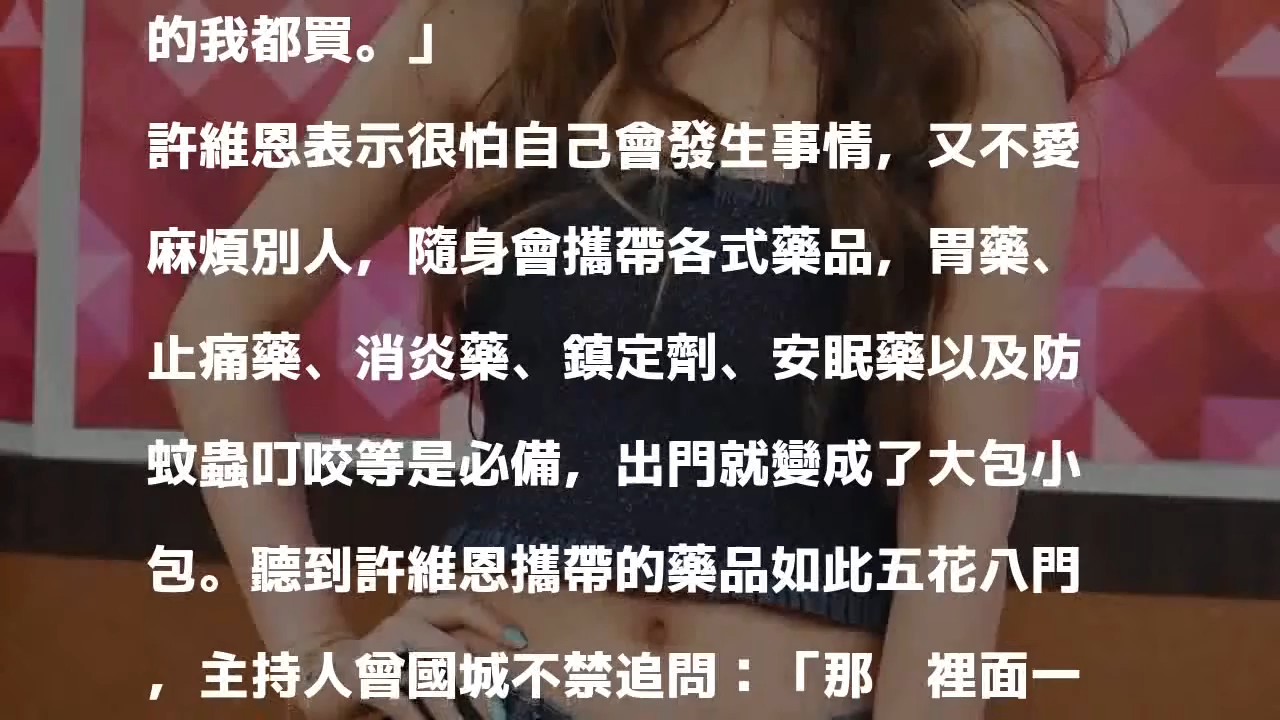 的我都買。」
許維恩表示很怕自己會發生事情，又不愛
麻煩別人，隨身會攜帶各式藥品，胃藥、
止痛藥、消炎藥、鎮定劑、安眠藥以及防
蚊蟲叮咬等是必備，出門就變成了大包小
包。聽到許維恩攜帶的藥品如此五花八門
，主持人曾國城不禁追問：「那　裡面一